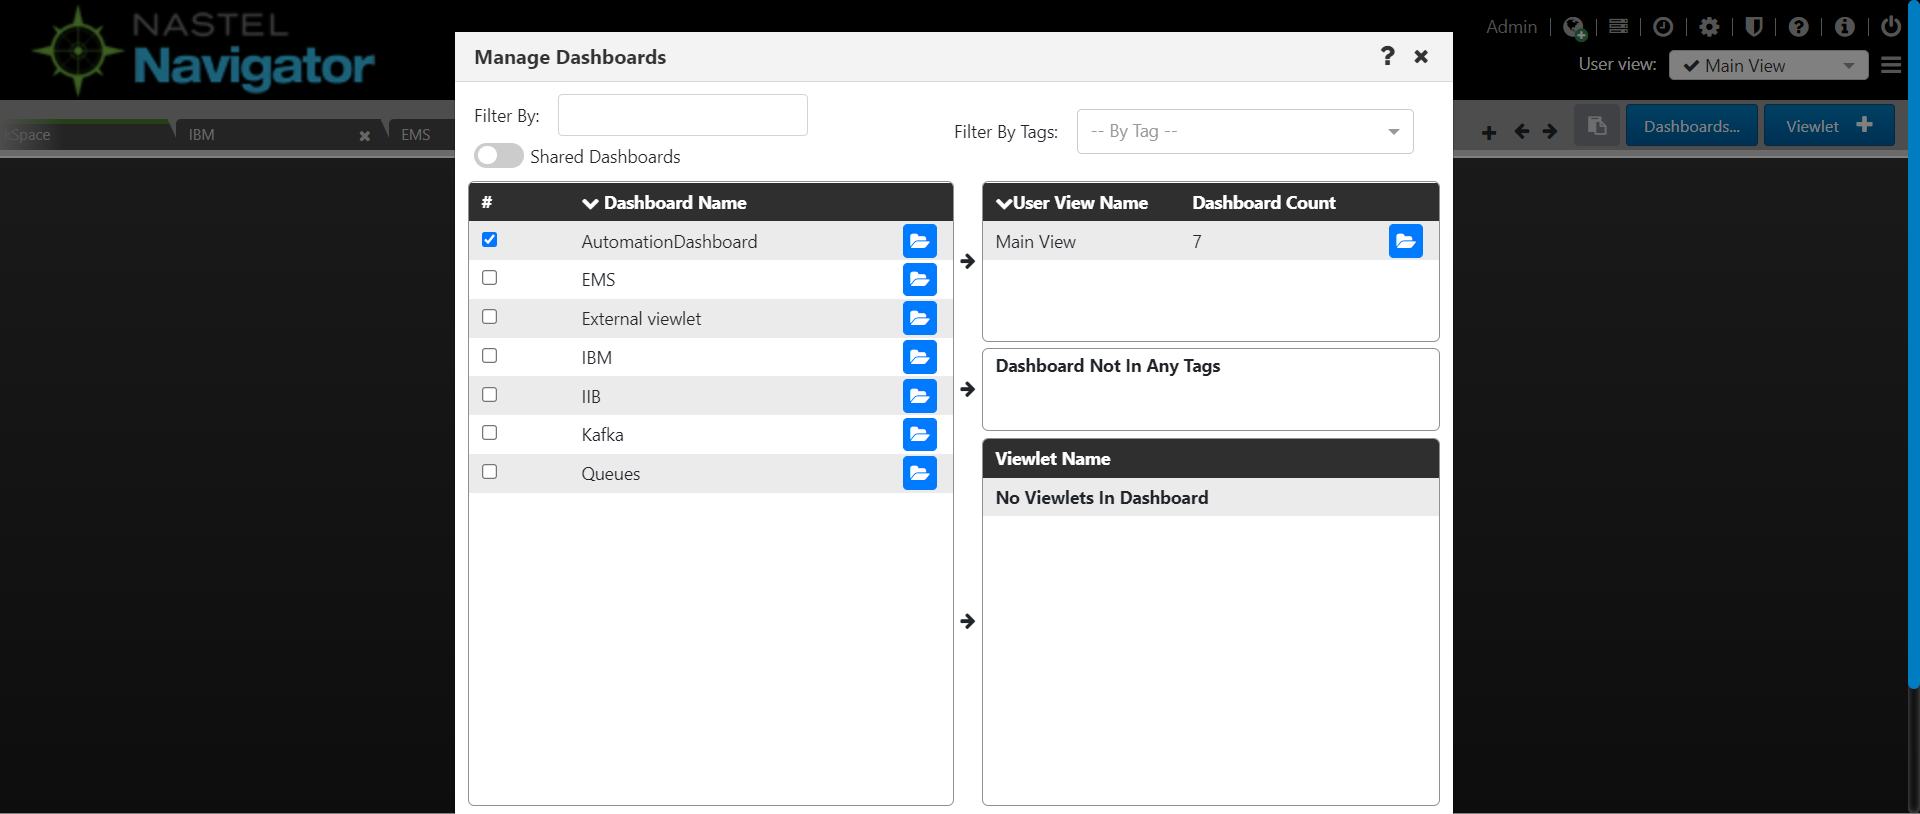 NASTEL
Navigator
Admin
User view:
Main View
kSpace
IBM
EMS
Dashboards...
Viewlet
Manage Dashboards
Filter By:
Shared Dashboards
Filter By Tags:
-- By Tag --
# Dashboard Name
AutomationDashboard
EMS
External viewlet
IBM
IIB
Kafka
Queues
User View Name Dashboard Count
Main View 7
Dashboard Not In Any Tags
Viewlet Name
No Viewlets In Dashboard